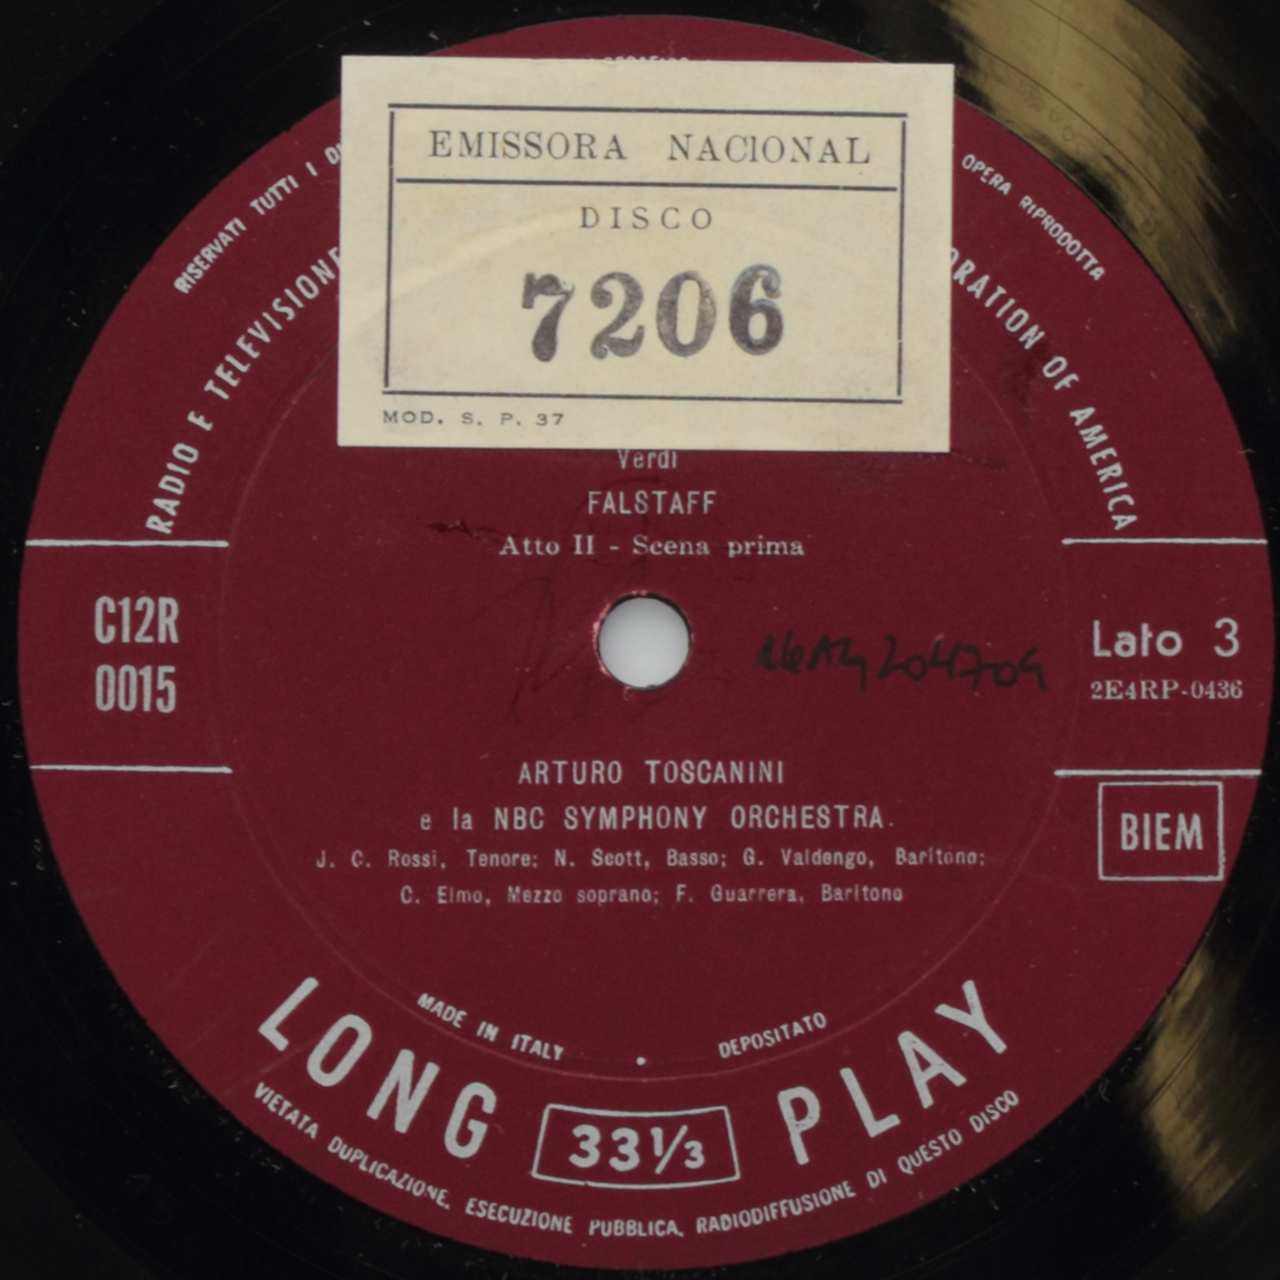 EMISSORA NACIONAL
DISCO
7206
MOD. S. P. 37
RISERVATI TUTTI I
OPERA RIPRODOTTA
RADIO E TELEVISIONE
OF AMERICA
Verdi
FALSTAFF
Atto II - Scena prima
C12R
0015
Lato 3
2E4RP-0436
BIEM
ARTURO TOSCANINI
e la NBC SYMPHONY ORCHESTRA.
J. C. Rossi, Tenore; N. Scott, Basso; G. Valdengo, Baritono;
C. Elmo, Mezzo soprano; F. Guarrera, Baritono
MADE IN ITALY • DEPOSITATO
LONG PLAY
33 1/3
VIETATA DUPLICAZIONE, ESECUZIONE PUBBLICA, RADIODIFFUSIONE DI QUESTO DISCO